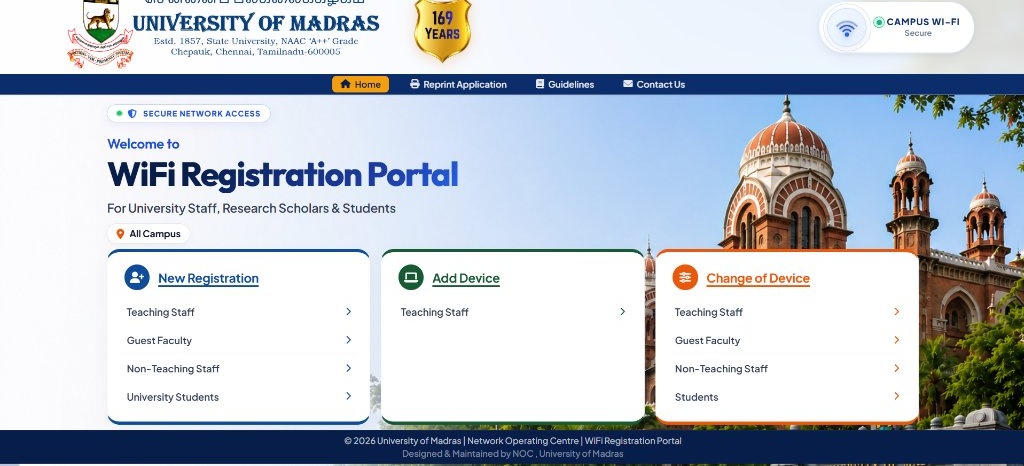 UNIVERSITY OF MADRAS
Estd. 1857, State University, NAAC 'A++' Grade
Chepauk, Chennai, Tamilnadu-600005
169
YEARS
CAMPUS WI-FI
Secure
Home
Reprint Application
Guidelines
Contact Us
SECURE NETWORK ACCESS
Welcome to
WiFi Registration Portal
For University Staff, Research Scholars & Students
All Campus
New Registration
Teaching Staff
Guest Faculty
Non-Teaching Staff
University Students
Add Device
Teaching Staff
Change of Device
Teaching Staff
Guest Faculty
Non-Teaching Staff
Students
© 2026 University of Madras | Network Operating Centre | WiFi Registration Portal
Designed & Maintained by NOC , University of Madras